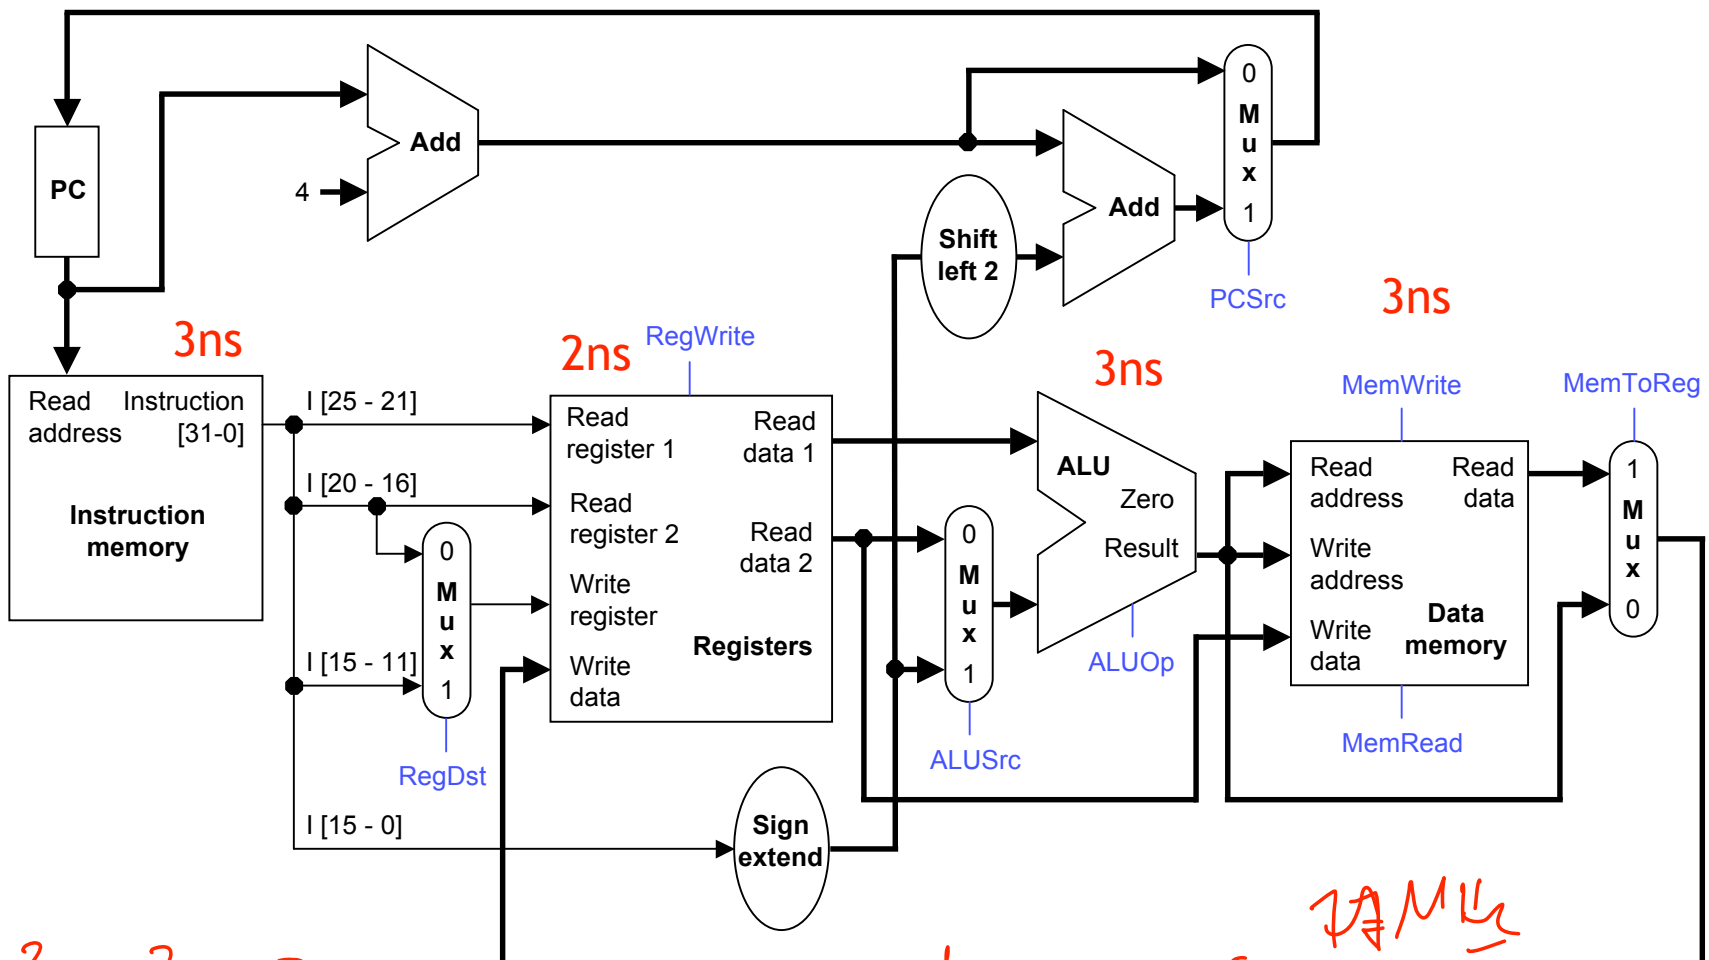 0
M
u
x
1
Add
4
PC
Add
Shift
left 2
PCSrc
3ns
3ns
2ns
RegWrite
3ns
MemWrite
MemToReg
Read
address
Instruction
[31-0]
Instruction
memory
I [25 - 21]
I [20 - 16]
I [15 - 11]
I [15 - 0]
0
M
u
x
1
RegDst
Read
register 1
Read
data 1
Read
register 2
Read
data 2
Write
register
Registers
Write
data
0
M
u
x
1
ALUSrc
ALU
Zero
Result
ALUOp
Read
address
Read
data
Write
address
Write
data
Data
memory
MemRead
1
M
u
x
0
Sign
extend